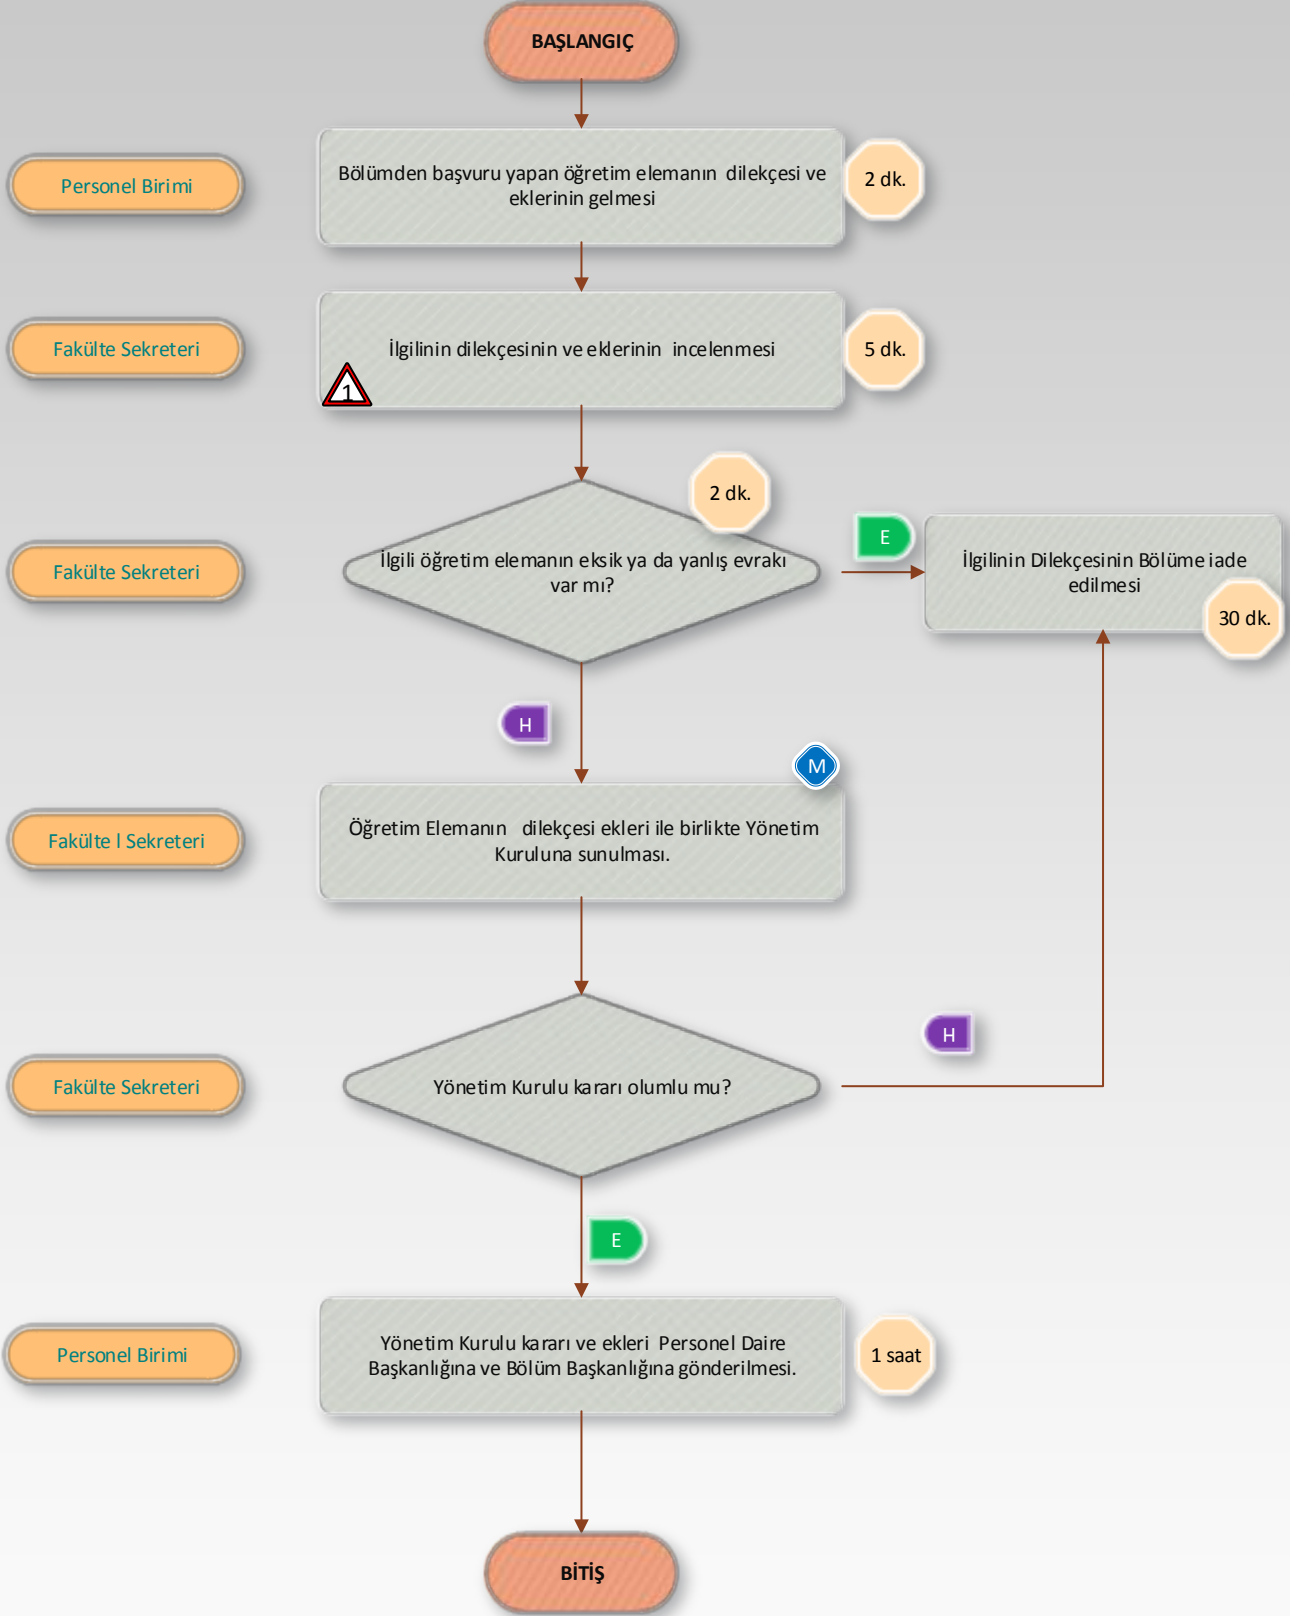 BAŞLANGIÇ
Personel Birimi
Bölümden başvuru yapan öğretim elemanın dilekçesi ve
eklerinin gelmesi
2 dk.
Fakülte Sekreteri
İlgilinin dilekçesinin ve eklerinin incelenmesi
1
5 dk.
2 dk.
Fakülte Sekreteri
İlgili öğretim elemanın eksik ya da yanlış evrakı
var mı?
E
İlgilinin Dilekçesinin Bölüme iade
edilmesi
30 dk.
H
M
Fakülte l Sekreteri
Öğretim Elemanın dilekçesi ekleri ile birlikte Yönetim
Kuruluna sunulması.
H
Fakülte Sekreteri
Yönetim Kurulu kararı olumlu mu?
E
Personel Birimi
Yönetim Kurulu kararı ve ekleri Personel Daire
Başkanlığına ve Bölüm Başkanlığına gönderilmesi.
1 saat
BİTİŞ